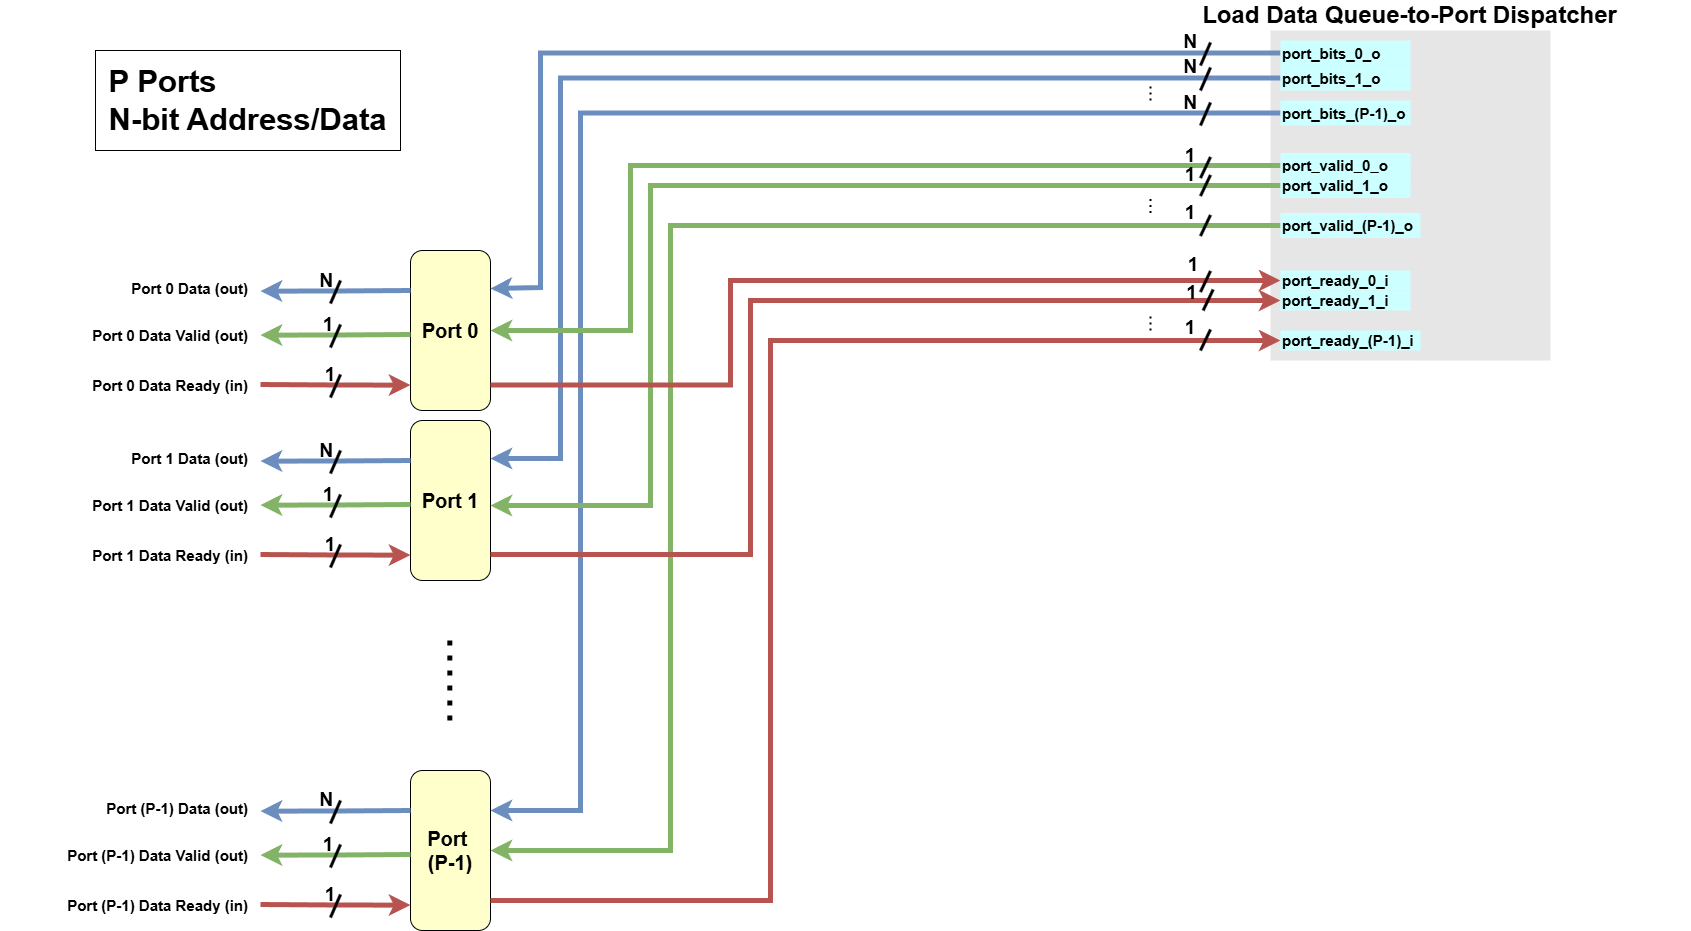 Load Data Queue-to-Port Dispatcher
P Ports
N-bit Address/Data
N
port_bits_0_o
N
port_bits_1_o
N
port_bits_(P-1)_o
1
port_valid_0_o
1
port_valid_1_o
1
port_valid_(P-1)_o
1
port_ready_0_i
1
port_ready_1_i
1
port_ready_(P-1)_i
Port 0 Data (out)
N
Port 0 Data Valid (out)
1
Port 0
Port 0 Data Ready (in)
1
Port 1 Data (out)
N
Port 1 Data Valid (out)
1
Port 1
Port 1 Data Ready (in)
1
Port (P-1) Data (out)
N
Port (P-1) Data Valid (out)
1
Port
(P-1)
Port (P-1) Data Ready (in)
1